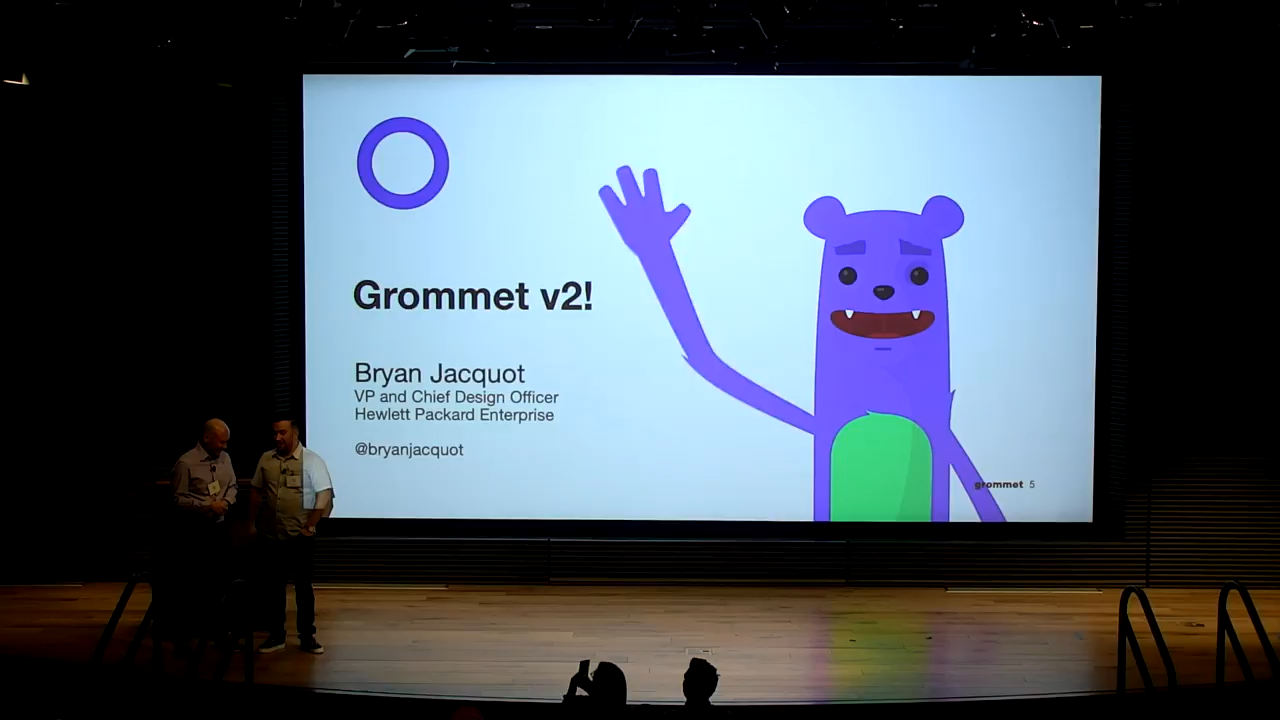 Grommet v2!
Bryan Jacquot
VP and Chief Design Officer
Hewlett Packard Enterprise
@bryanjacquot
grommet 5